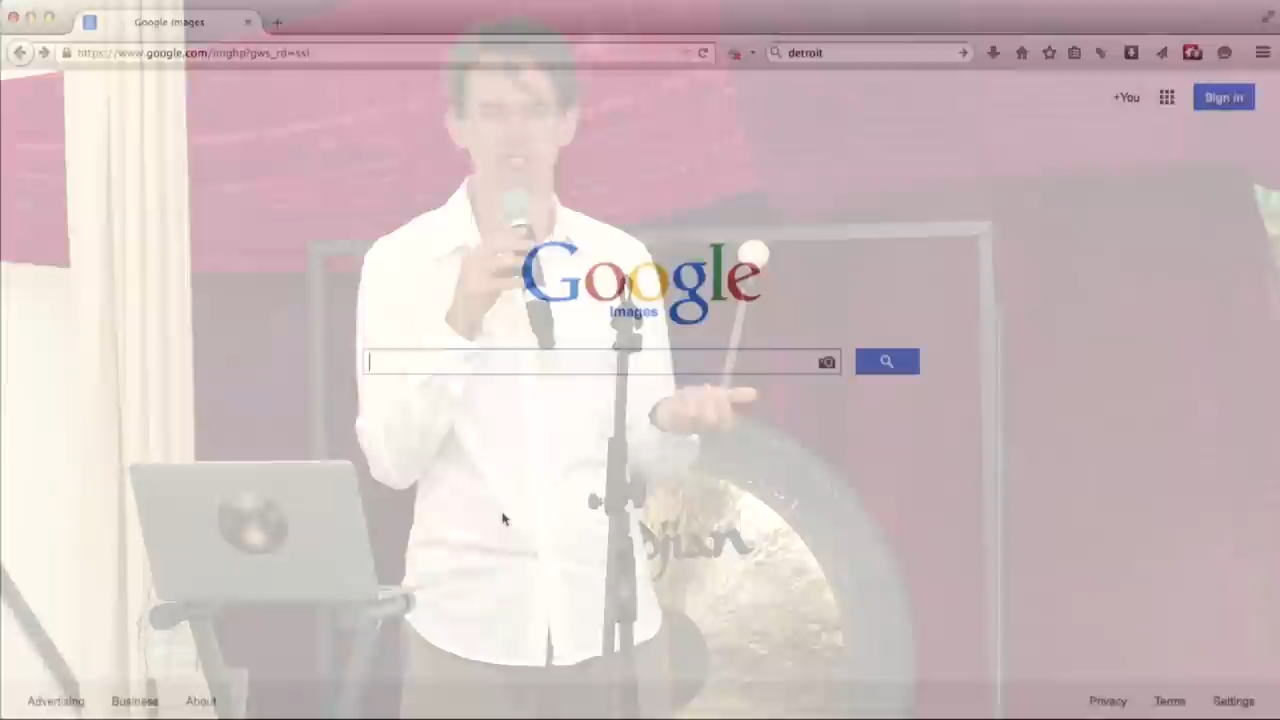 Google Images
https://www.google.com/imghp?gws_rd=ssl
detroit
+You
Sign in
Google
Images
Advertising
Business
About
Privacy
Terms
Settings